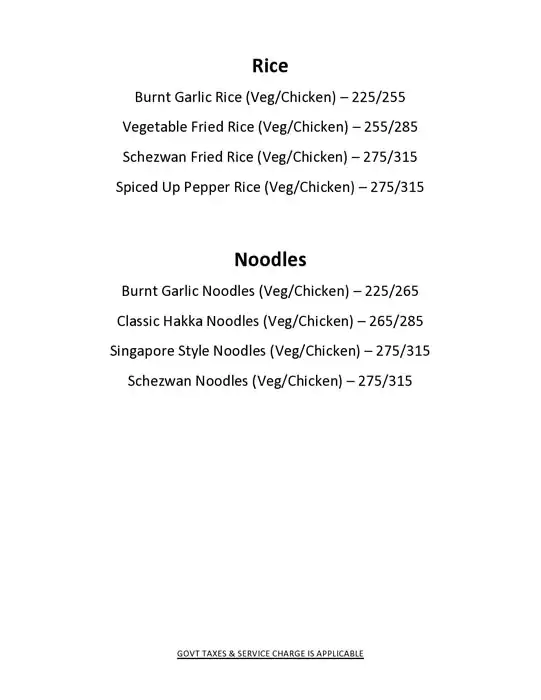 Rice
Burnt Garlic Rice (Veg/Chicken) – 225/255
Vegetable Fried Rice (Veg/Chicken) – 255/285
Schezwan Fried Rice (Veg/Chicken) – 275/315
Spiced Up Pepper Rice (Veg/Chicken) – 275/315
Noodles
Burnt Garlic Noodles (Veg/Chicken) – 225/265
Classic Hakka Noodles (Veg/Chicken) – 265/285
Singapore Style Noodles (Veg/Chicken) – 275/315
Schezwan Noodles (Veg/Chicken) – 275/315
GOVT TAXES & SERVICE CHARGE IS APPLICABLE